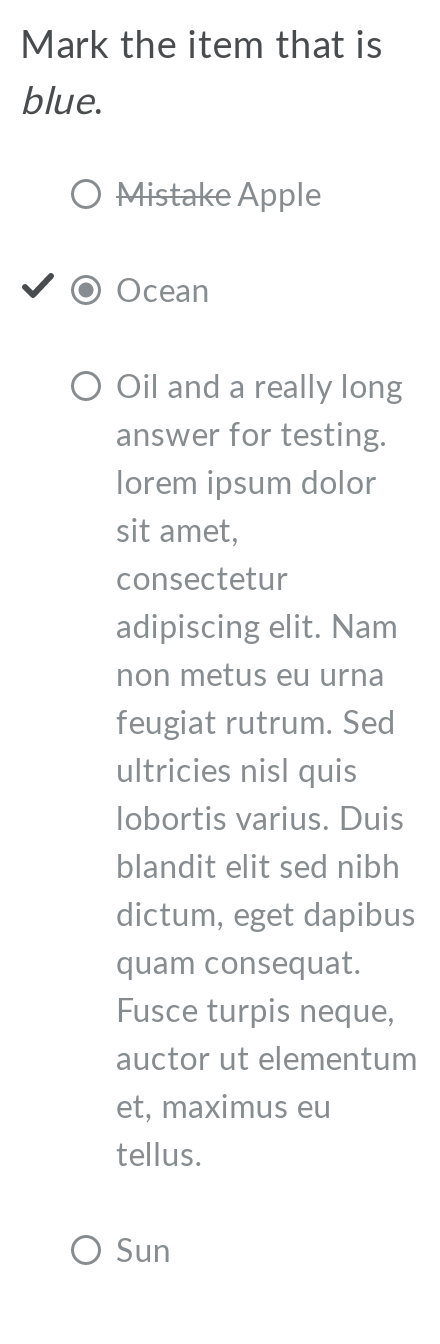 Mark the item that is
blue.
Mistake Apple
Ocean
Oil and a really long
answer for testing.
lorem ipsum dolor
sit amet,
consectetur
adipiscing elit. Nam
non metus eu urna
feugiat rutrum. Sed
ultricies nisl quis
lobortis varius. Duis
blandit elit sed nibh
dictum, eget dapibus
quam consequat.
Fusce turpis neque,
auctor ut elementum
et, maximus eu
tellus.
Sun